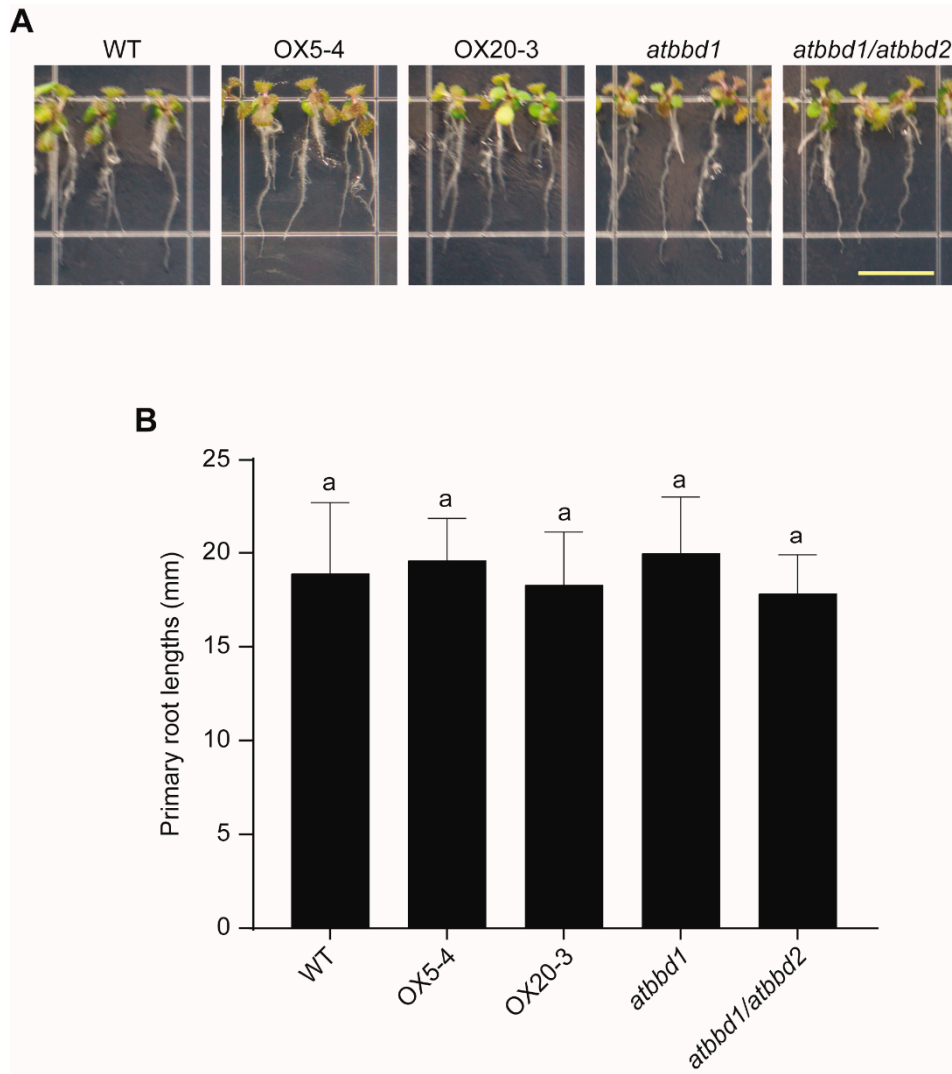 A
WT OX5-4 OX20-3 atbbd1 atbbd1/atbbd2
B
25
20
15
10
5
0
Primary root lengths (mm)
a a a a a
WT OX5-4 OX20-3 atbbd1 atbbd1/atbbd2